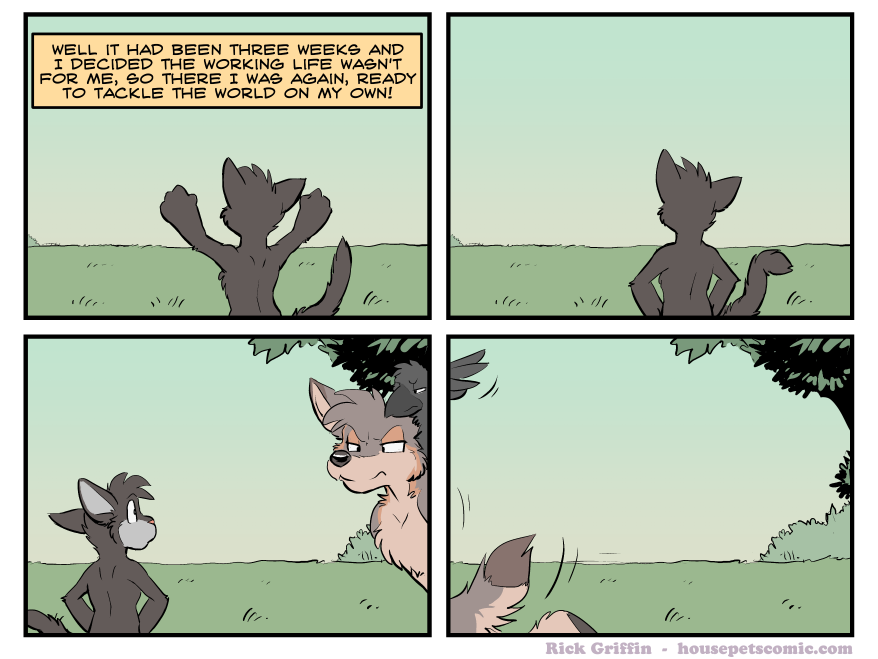 WELL IT HAD BEEN THREE WEEKS AND
I DECIDED THE WORKING LIFE WASN'T
FOR ME, SO THERE I WAS AGAIN, READY
TO TACKLE THE WORLD ON MY OWN!
Rick Griffin - housepetscomic.com